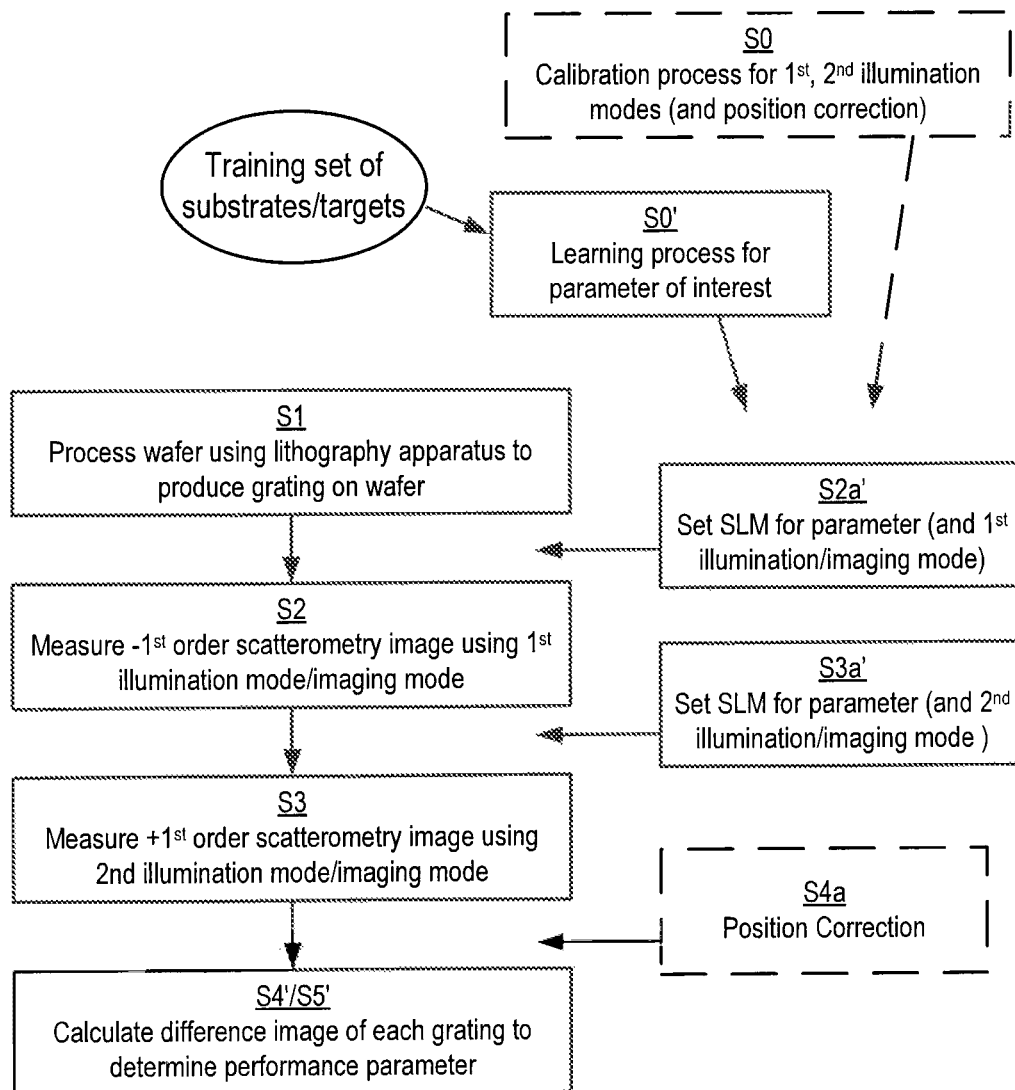 S0
Calibration process for 1st, 2nd illumination
modes (and position correction)
Training set of
substrates/targets
S0'
Learning process for
parameter of interest
S1
Process wafer using lithography apparatus to
produce grating on wafer
S2a'
Set SLM for parameter (and 1st
illumination/imaging mode)
S2
Measure -1st order scatterometry image using 1st
illumination mode/imaging mode
S3a'
Set SLM for parameter (and 2nd
illumination/imaging mode )
S3
Measure +1st order scatterometry image using
2nd illumination mode/imaging mode
S4a
Position Correction
S4'/S5'
Calculate difference image of each grating to
determine performance parameter